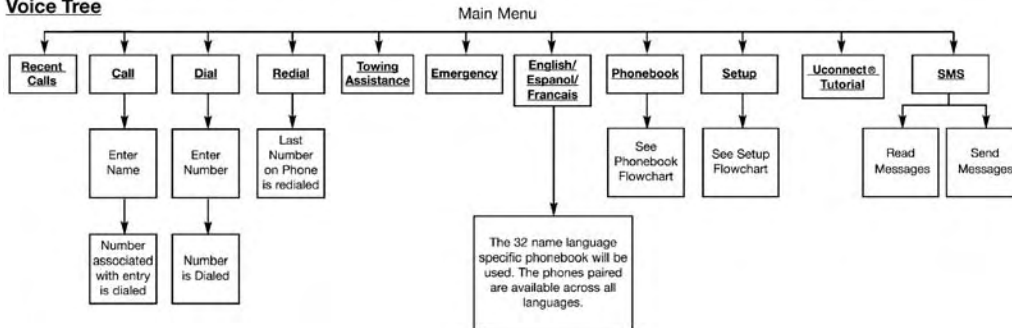 Voice Tree
Main Menu
Recent
Calls
Call
Dial
Redial
Towing
Assistance
Emergency
English/
Espanol/
Francais
Phonebook
Setup
Uconnect®
Tutorial
SMS
Enter
Name
Enter
Number
Last
Number
on Phone
is redialed
See
Phonebook
Flowchart
See Setup
Flowchart
Read
Messages
Send
Messages
Number
associated
with entry
is dialed
Number
is Dialed
The 32 name language
specific phonebook will be
used. The phones paired
are available across all
languages.